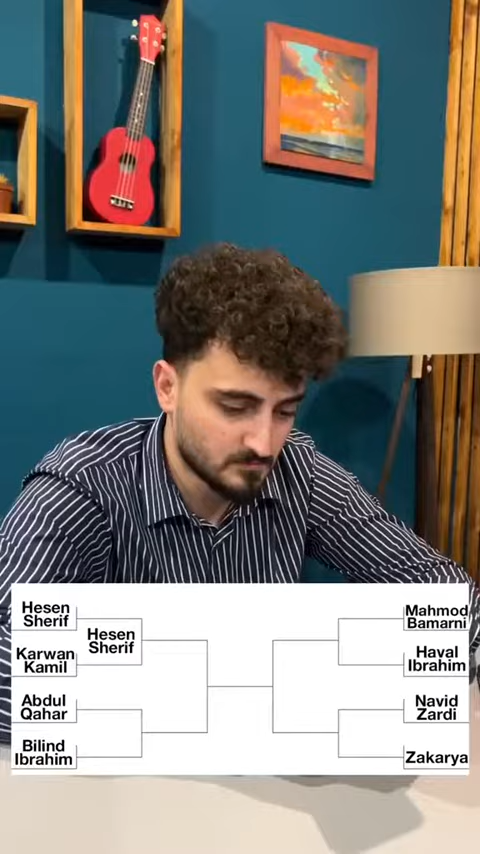 Hesen
Sherif
Karwan
Kamil
Hesen
Sherif
Abdul
Qahar
Bilind
Ibrahim
Mahmod
Bamarni
Haval
Ibrahim
Navid
Zardi
Zakarya